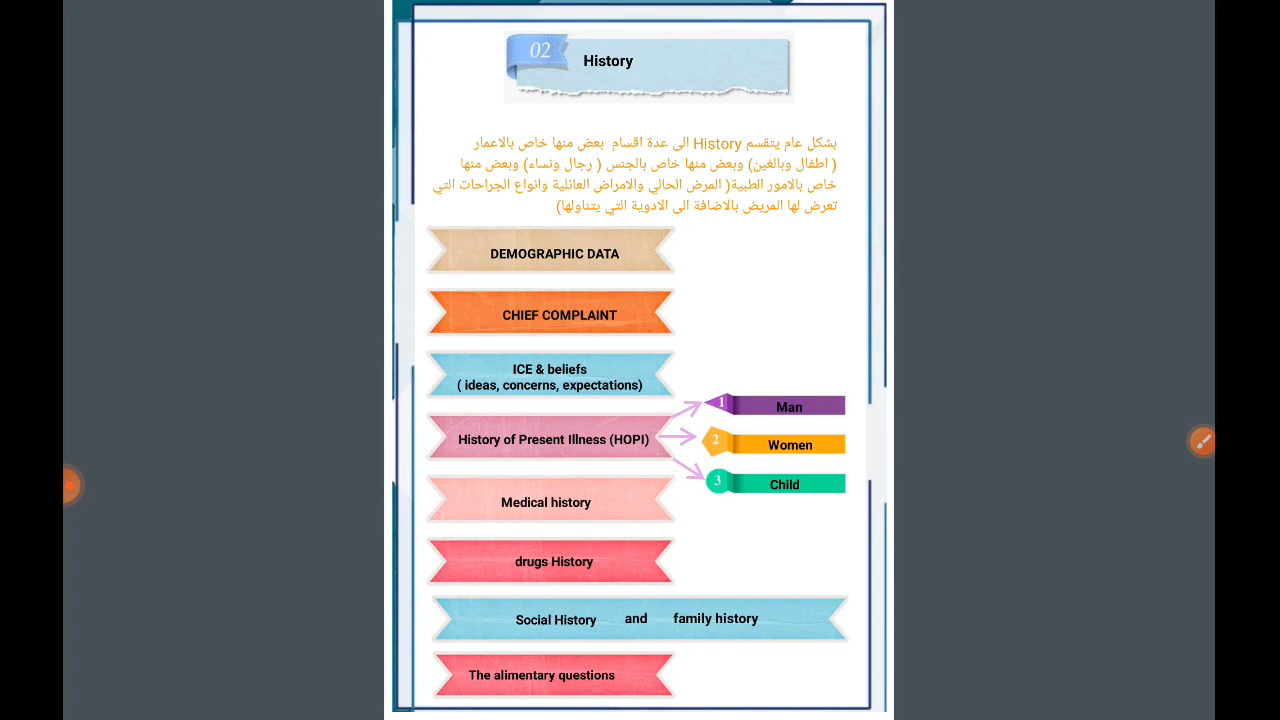 02
History
بشكل عام يتقسم History الى عدة اقسام بعض منها خاص بالاعمار
( اطفال وبالغين) وبعض منها خاص بالجنس ( رجال ونساء) وبعض منها
خاص بالامور الطبية( المرض الحالي والامراض العائلية وانواع الجراحات التي
تعرض لها المريض بالاضافة الى الادوية التي يتناولها)
DEMOGRAPHIC DATA
CHIEF COMPLAINT
ICE & beliefs
( ideas, concerns, expectations)
History of Present Illness (HOPI)
1 Man
2 Women
3 Child
Medical history
drugs History
Social History and family history
The alimentary questions